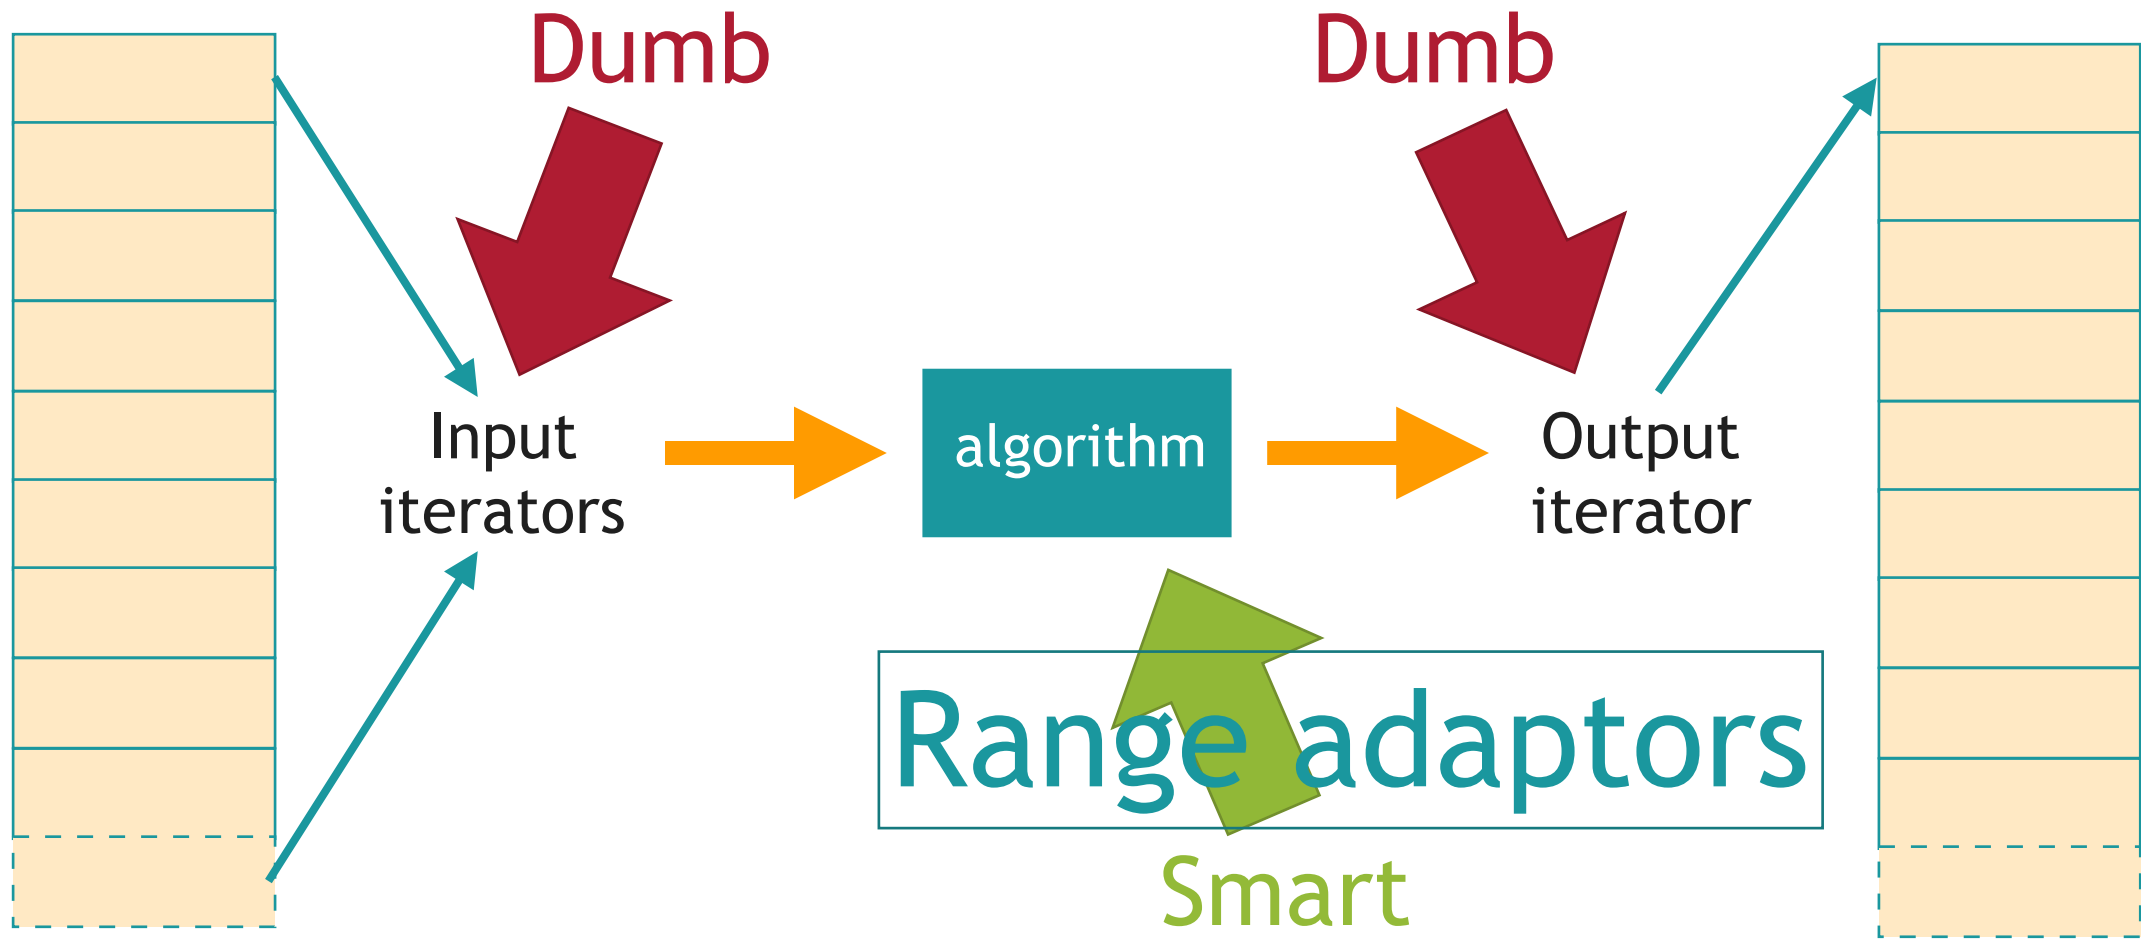 Dumb
Dumb
Input
iterators
algorithm
Output
iterator
Range adaptors
Smart